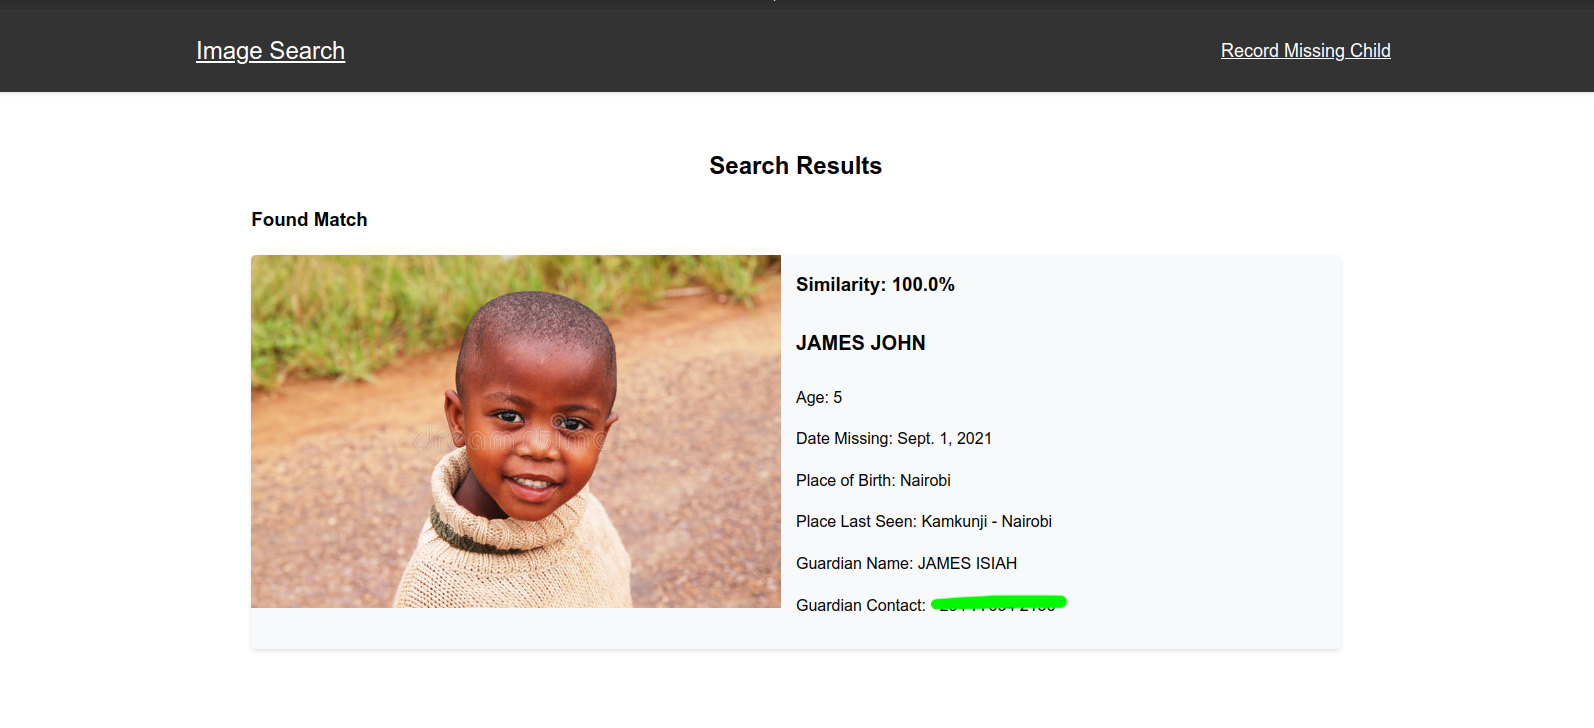 Image Search
Record Missing Child
Search Results
Found Match
Similarity: 100.0%
JAMES JOHN
Age: 5
Date Missing: Sept. 1, 2021
Place of Birth: Nairobi
Place Last Seen: Kamkunji - Nairobi
Guardian Name: JAMES ISIAH
Guardian Contact:
dreamstime